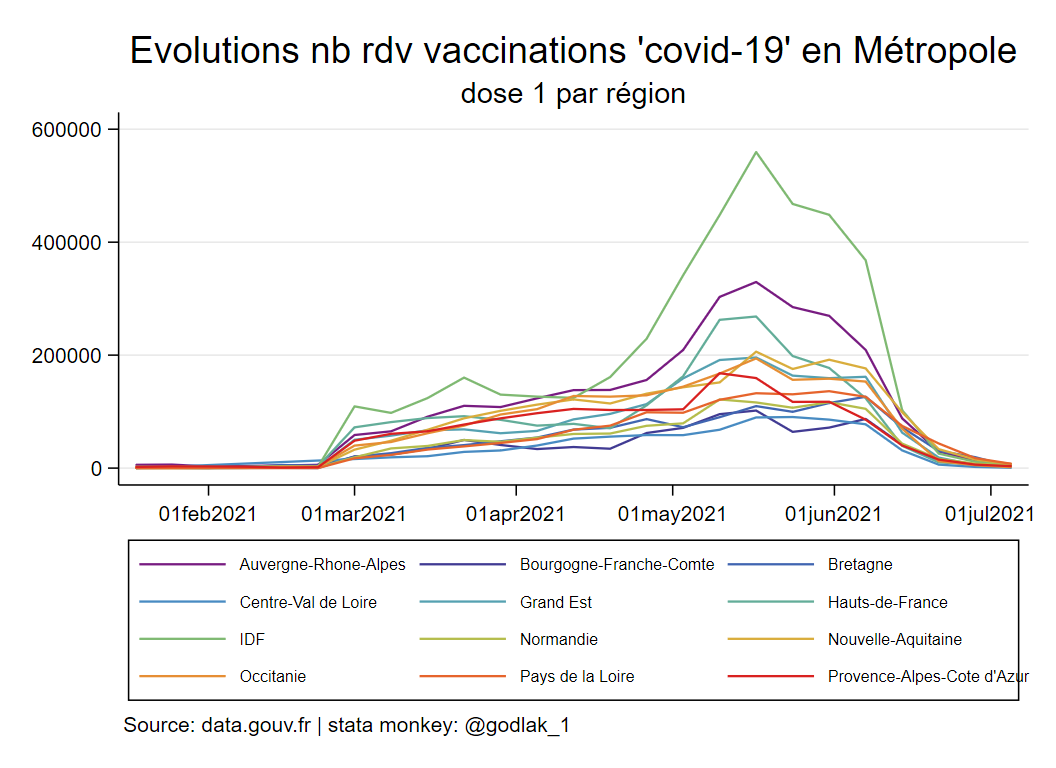 Evolutions nb rdv vaccinations 'covid-19' en Métropole
dose 1 par région
600000
400000
200000
0
01feb2021 01mar2021 01apr2021 01may2021 01jun2021 01jul2021
Auvergne-Rhone-Alpes Bourgogne-Franche-Comte Bretagne
Centre-Val de Loire Grand Est Hauts-de-France
IDF Normandie Nouvelle-Aquitaine
Occitanie Pays de la Loire Provence-Alpes-Cote d'Azur
Source: data.gouv.fr | stata monkey: @godlak_1